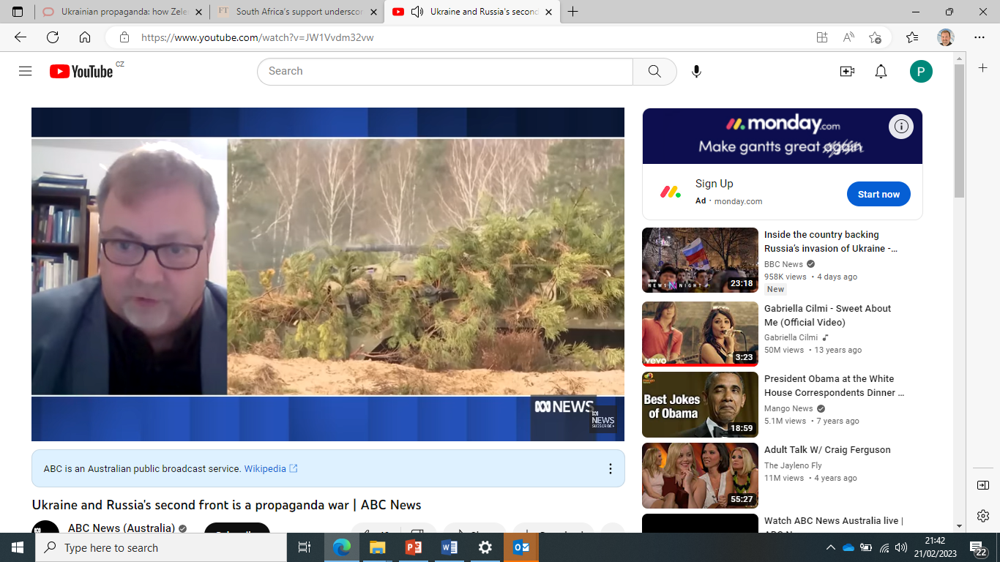 Ukrainian propaganda: how Zele
FT South Africa's support underscor
Ukraine and Russia's second
https://www.youtube.com/watch?v=JW1Vvdm32vw
YouTube CZ
Search
P
monday.com
Make gantts great again
Sign Up
Ad · monday.com
Start now
Inside the country backing
Russia's invasion of Ukraine -...
BBC News
958K views • 4 days ago
New
NEWSNIGHT
23:18
Gabriella Cilmi - Sweet About
Me (Official Video)
Gabriella Cilmi
50M views • 13 years ago
vevo
3:23
President Obama at the White
House Correspondents Dinner ...
Mango News
5.1M views • 7 years ago
Best Jokes
of Obama
18:59
Adult Talk W/ Craig Ferguson
The Jayleno Fly
11M views • 4 years ago
55:27
Watch ABC News Australia live |
NEWS
NEWS
SUBSCRIBE
ABC is an Australian public broadcast service. Wikipedia
Ukraine and Russia's second front is a propaganda war | ABC News
ABC News (Australia)
Type here to search
21:42
21/02/2023
22